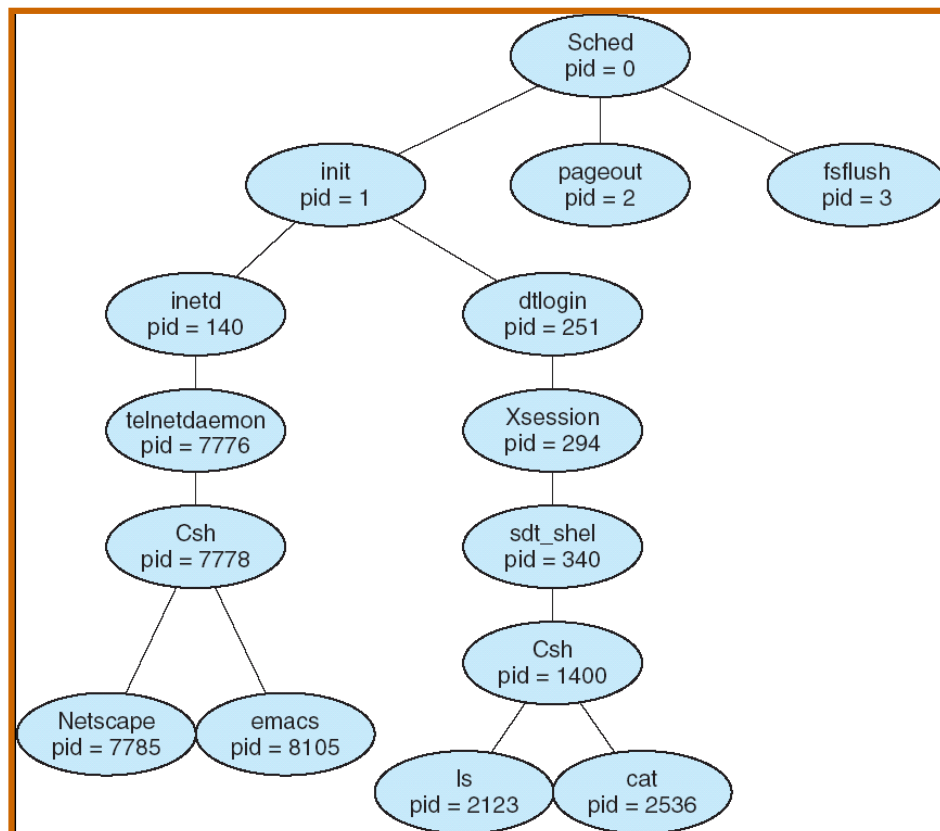 Sched
pid = 0
init
pid = 1
pageout
pid = 2
fsflush
pid = 3
inetd
pid = 140
dtlogin
pid = 251
telnetdaemon
pid = 7776
Xsession
pid = 294
Csh
pid = 7778
sdt_shel
pid = 340
Csh
pid = 1400
Netscape
pid = 7785
emacs
pid = 8105
ls
pid = 2123
cat
pid = 2536